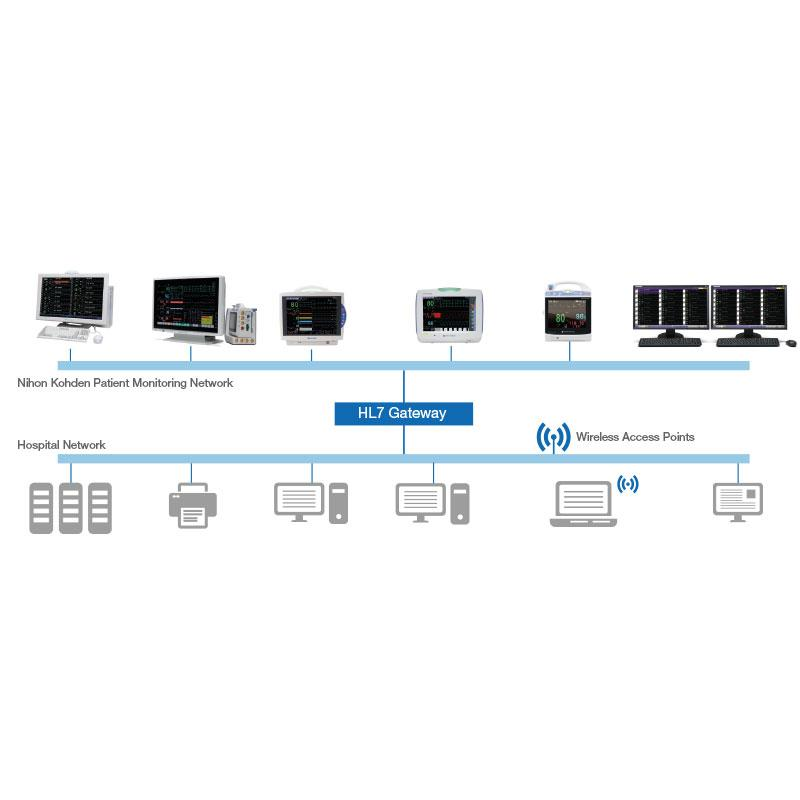 Nihon Kohden Patient Monitoring Network
HL7 Gateway
Hospital Network
Wireless Access Points